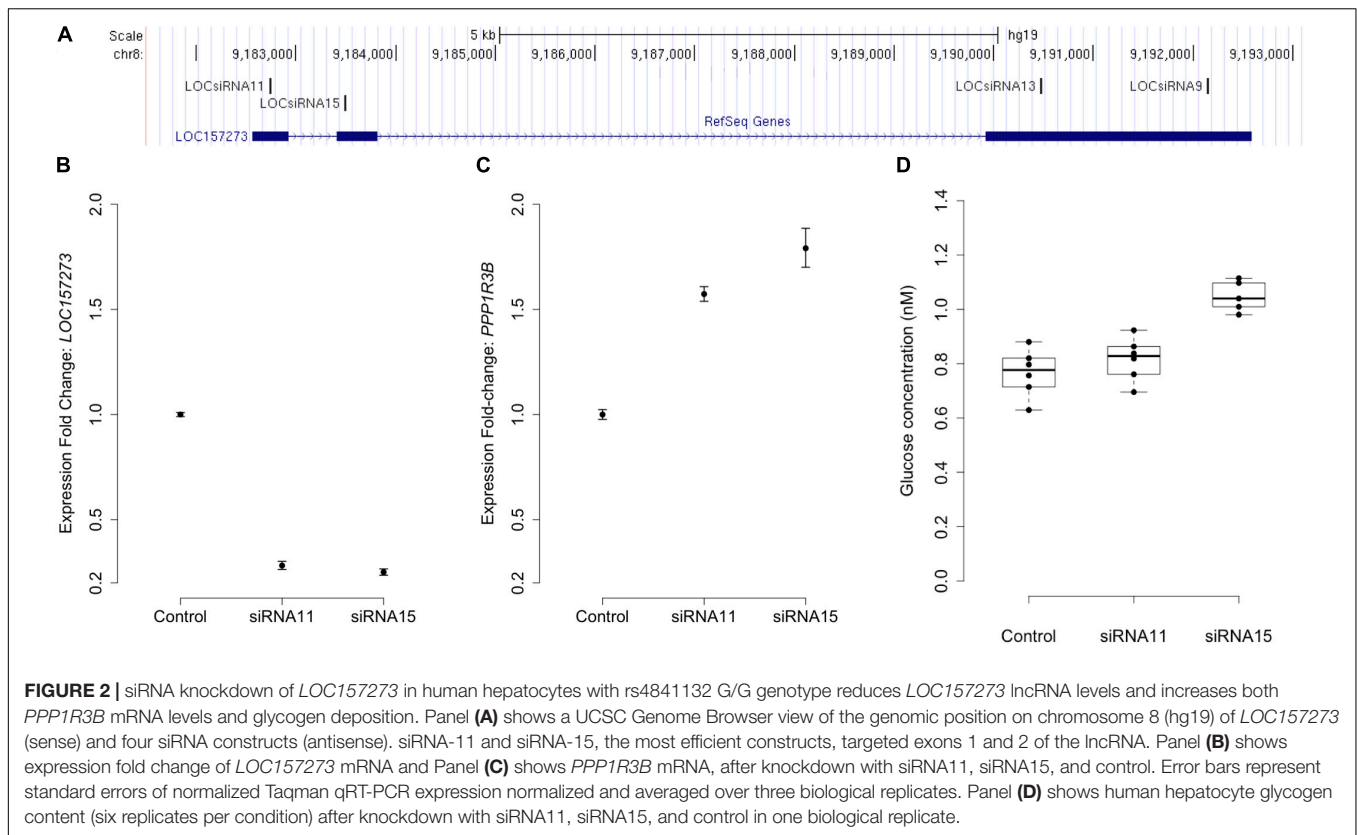 A
Scale
5 kb
hg19
chr8:
9,183,000
9,184,000
9,185,000
9,186,000
9,187,000
9,188,000
9,189,000
9,190,000
9,191,000
9,192,000
9,193,000
LOCsiRNA11
LOCsiRNA13
LOCsiRNA9
LOCsiRNA15
RefSeq Genes
LOC157273
B
Expression Fold Change: LOC157273
2.0
1.5
1.0
0.5
0.2
Control
siRNA11
siRNA15
C
Expression Fold-change: PPP1R3B
2.0
1.5
1.0
0.5
0.2
Control
siRNA11
siRNA15
D
Glucose concentration (nM)
1.4
1.2
1.0
0.8
0.6
0.4
0.2
0.0
Control
siRNA11
siRNA15
FIGURE 2 | siRNA knockdown of LOC157273 in human hepatocytes with rs4841132 G/G genotype reduces LOC157273 lncRNA levels and increases both
PPP1R3B mRNA levels and glycogen deposition. Panel (A) shows a UCSC Genome Browser view of the genomic position on chromosome 8 (hg19) of LOC157273
(sense) and four siRNA constructs (antisense). siRNA-11 and siRNA-15, the most efficient constructs, targeted exons 1 and 2 of the lncRNA. Panel (B) shows
expression fold change of LOC157273 mRNA and Panel (C) shows PPP1R3B mRNA, after knockdown with siRNA11, siRNA15, and control. Error bars represent
standard errors of normalized Taqman qRT-PCR expression normalized and averaged over three biological replicates. Panel (D) shows human hepatocyte glycogen
content (six replicates per condition) after knockdown with siRNA11, siRNA15, and control in one biological replicate.